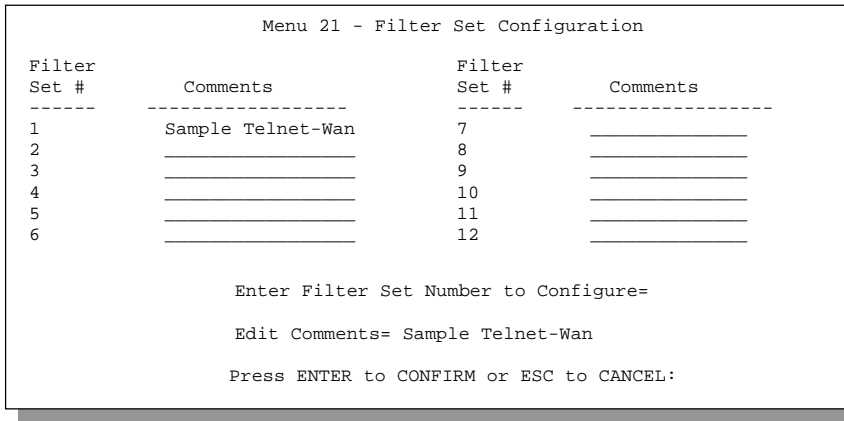 Menu 21 - Filter Set Configuration
Filter Filter
Set # Comments Set # Comments
------ ------------------ ------ ------------------
1 Sample Telnet-Wan 7 ______________
2 _________________ 8 ______________
3 _________________ 9 ______________
4 _________________ 10 ______________
5 _________________ 11 ______________
6 _________________ 12 ______________
Enter Filter Set Number to Configure=
Edit Comments= Sample Telnet-Wan
Press ENTER to CONFIRM or ESC to CANCEL: